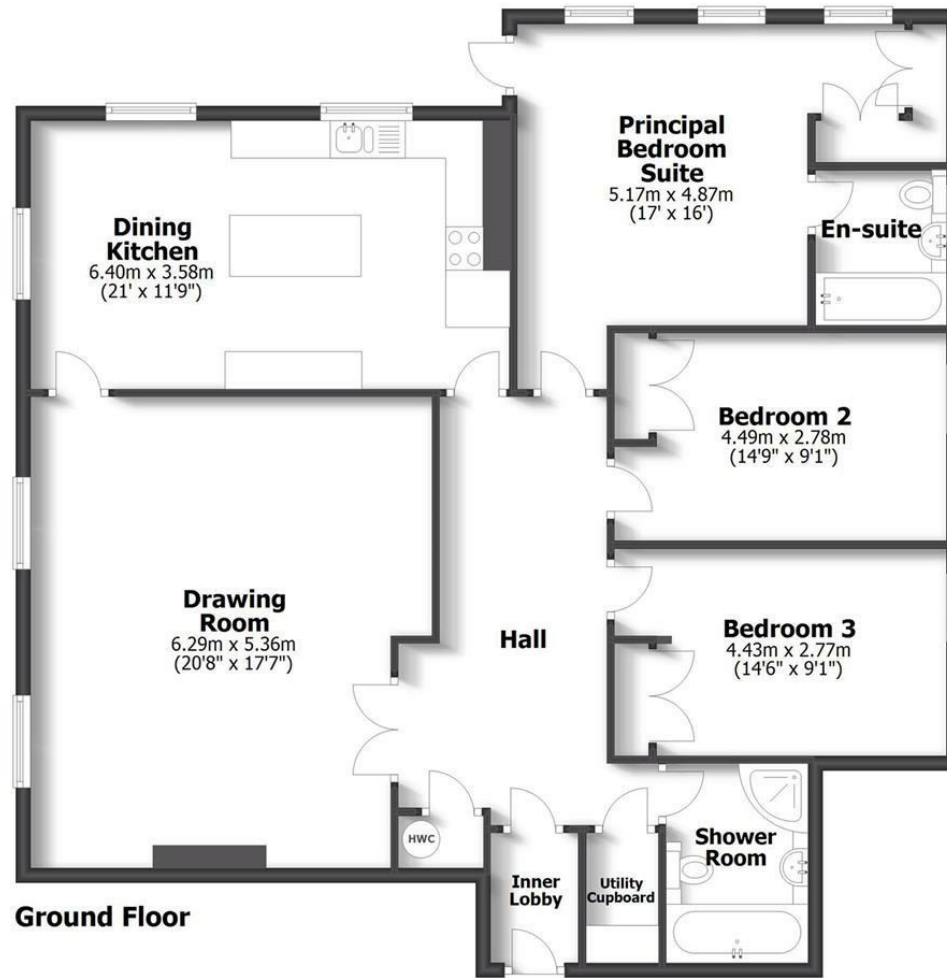 Principal
Bedroom
Suite
5.17m x 4.87m
(17' x 16')
En-suite
Dining
Kitchen
6.40m x 3.58m
(21' x 11'9")
Bedroom 2
4.49m x 2.78m
(14'9" x 9'1")
Drawing
Room
6.29m x 5.36m
(20'8" x 17'7")
Hall
Bedroom 3
4.43m x 2.77m
(14'6" x 9'1")
HWC
Inner
Lobby
Utility
Cupboard
Shower
Room
Ground Floor